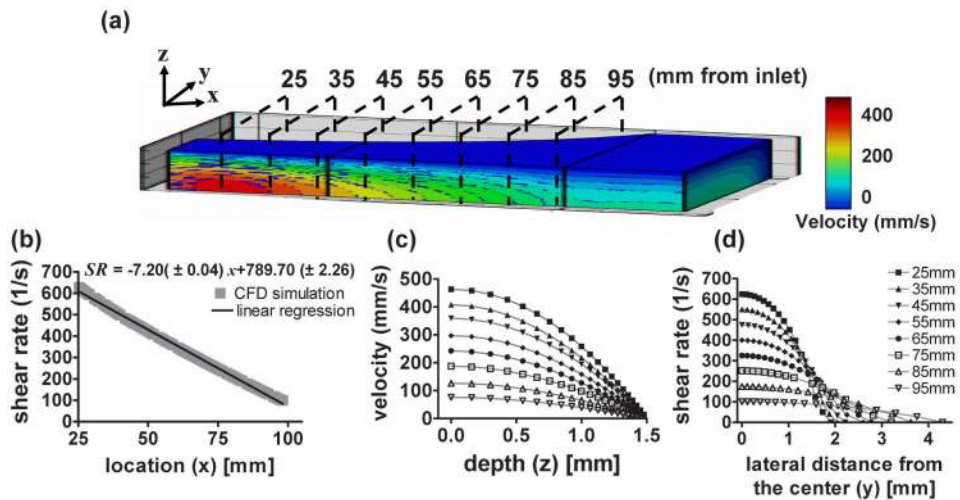 (a)
z
y
x
25 35 45 55 65 75 85 95 (mm from inlet)
400
200
0
Velocity (mm/s)
(b)
SR = -7.20( ± 0.04) x+789.70 (± 2.26)
CFD simulation
linear regression
shear rate (1/s)
700
600
500
400
300
200
100
0
25 50 75 100
location (x) [mm]
(c)
velocity (mm/s)
500
400
300
200
100
0
0.0 0.5 1.0 1.5
depth (z) [mm]
(d)
shear rate (1/s)
700
600
500
400
300
200
100
0
0 1 2 3 4
lateral distance from
the center (y) [mm]
25mm
35mm
45mm
55mm
65mm
75mm
85mm
95mm